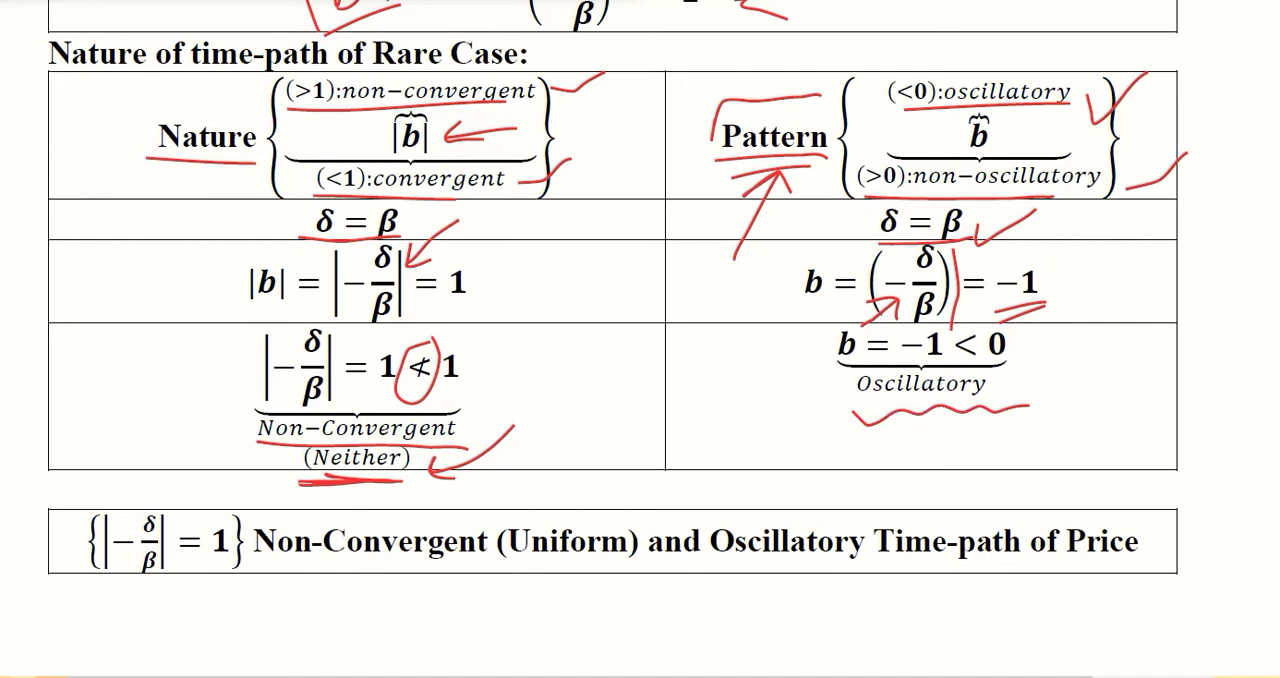 β
Nature of time-path of Rare Case:
Nature { (>1):non−convergent |b| (<1):convergent }
Pattern { (<0):oscillatory b (>0):non−oscillatory }
δ = β
δ = β
|b| = |−δ/β| = 1
b = (−δ/β) = −1
|−δ/β| = 1 ≮ 1
Non−Convergent
(Neither)
b = −1 < 0
Oscillatory
{|−δ/β| = 1} Non-Convergent (Uniform) and Oscillatory Time-path of Price